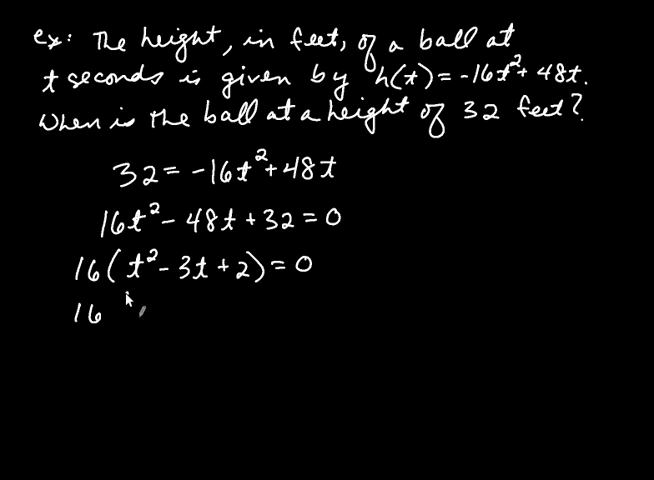 ex: The height, in feet, of a ball at
t seconds is given by h(t) = -16t²+ 48t.
When is the ball at a height of 32 feet?
32 = -16t²+48t
16t² - 48t + 32 = 0
16(t² - 3t + 2) = 0
16